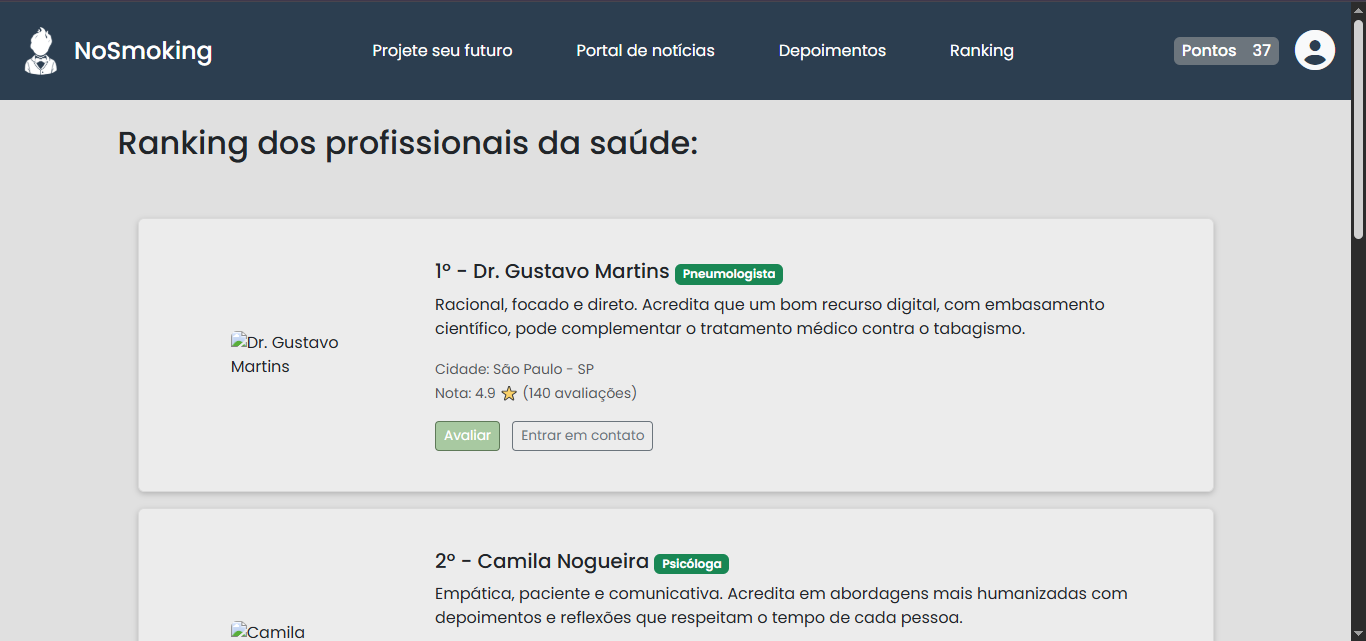 NoSmoking
Projete seu futuro
Portal de notícias
Depoimentos
Ranking
Pontos 37
Ranking dos profissionais da saúde:
Dr. Gustavo
Martins
1º - Dr. Gustavo Martins Pneumologista
Racional, focado e direto. Acredita que um bom recurso digital, com embasamento
científico, pode complementar o tratamento médico contra o tabagismo.
Cidade: São Paulo - SP
Nota: 4.9 ⭐ (140 avaliações)
Avaliar
Entrar em contato
Camila
2º - Camila Nogueira Psicóloga
Empática, paciente e comunicativa. Acredita em abordagens mais humanizadas com
depoimentos e reflexões que respeitam o tempo de cada pessoa.